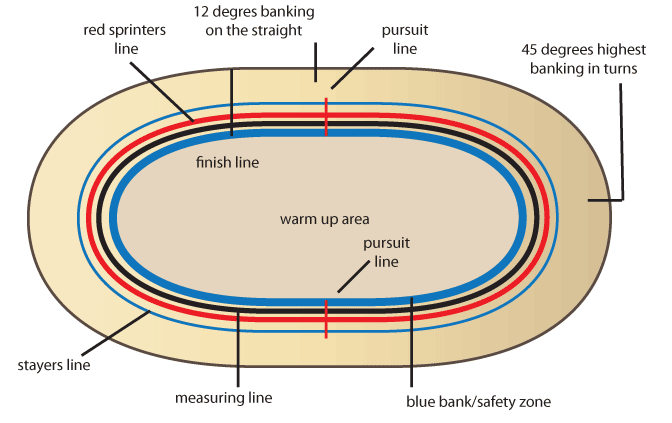 12 degres banking
on the straight
red sprinters
line
pursuit
line
45 degrees highest
banking in turns
finish line
warm up area
pursuit
line
stayers line
measuring line
blue bank/safety zone